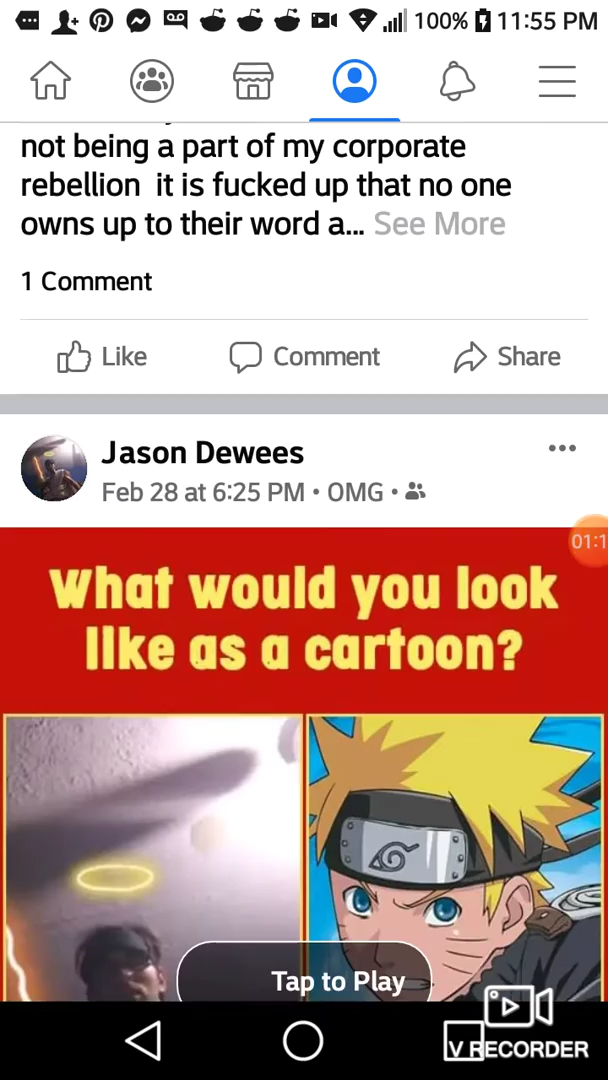 100% 11:55 PM
not being a part of my corporate
rebellion it is fucked up that no one
owns up to their word a... See More
1 Comment
Like Comment Share
Jason Dewees
Feb 28 at 6:25 PM • OMG •
01:1
What would you look
like as a cartoon?
Tap to Play
V RECORDER